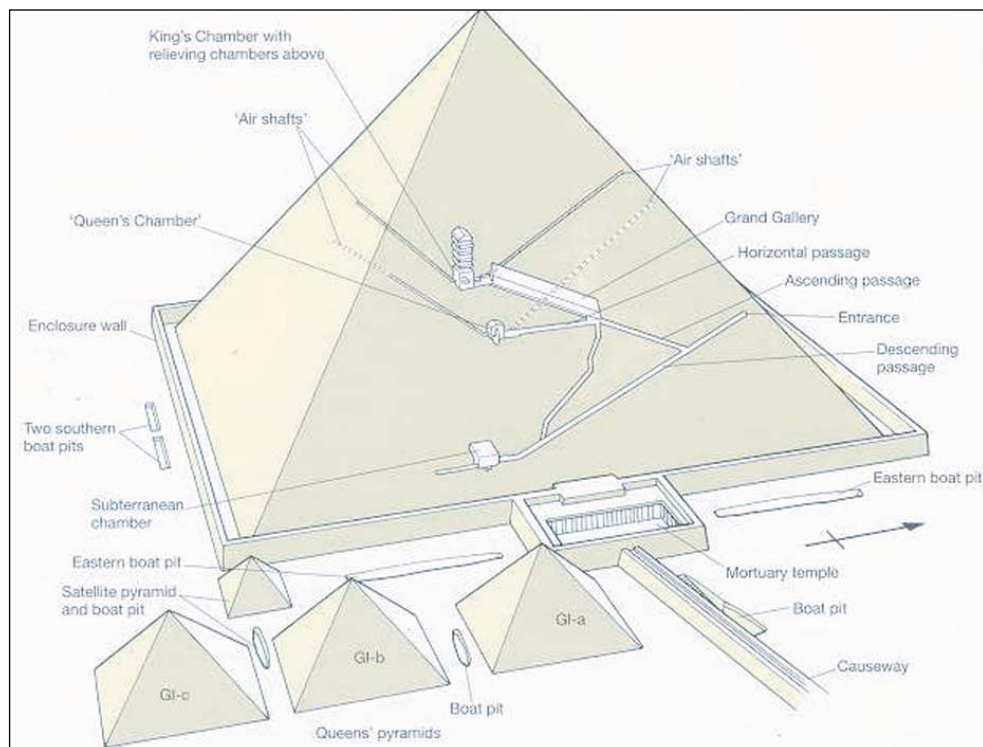 King's Chamber with
relieving chambers above
'Air shafts'
'Air shafts'
'Queen's Chamber'
Grand Gallery
Horizontal passage
Ascending passage
Enclosure wall
Entrance
Descending
passage
Two southern
boat pits
Subterranean
chamber
Eastern boat pit
Eastern boat pit
Mortuary temple
Satellite pyramid
and boat pit
Boat pit
GI-a
GI-b
GI-c
Causeway
Boat pit
Queens' pyramids